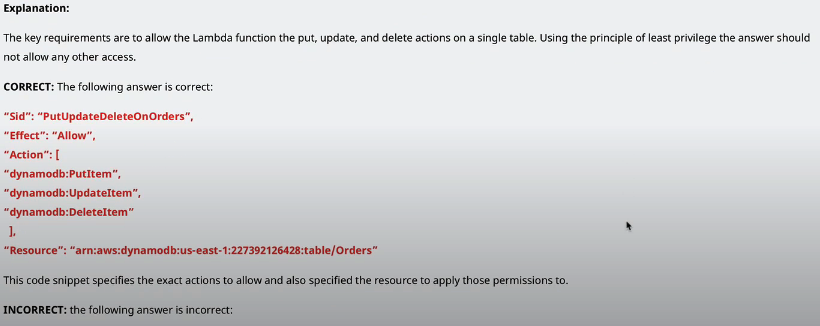 Explanation:
The key requirements are to allow the Lambda function the put, update, and delete actions on a single table. Using the principle of least privilege the answer should
not allow any other access.
CORRECT: The following answer is correct:
“Sid”: “PutUpdateDeleteOnOrders”,
“Effect”: “Allow”,
“Action”: [
“dynamodb:PutItem”,
“dynamodb:UpdateItem”,
“dynamodb:DeleteItem”
],
“Resource”: “arn:aws:dynamodb:us-east-1:227392126428:table/Orders”
This code snippet specifies the exact actions to allow and also specified the resource to apply those permissions to.
INCORRECT: the following answer is incorrect: